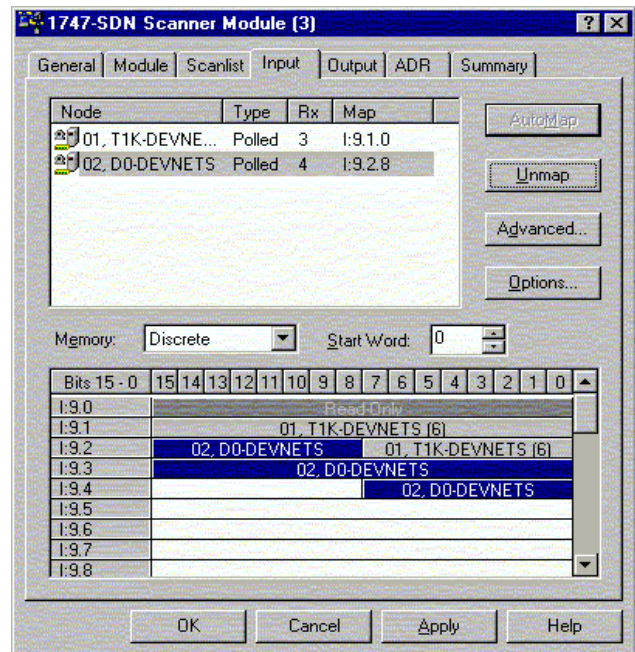 1747-SDN Scanner Module (3)
General Module Scanlist Input Output ADR Summary
Node Type Rx Map
01, T1K-DEVNE... Polled 3 I:9.1.0
02, D0-DEVNETS Polled 4 I:9.2.8
AutoMap
Unmap
Advanced...
Options...
Memory: Discrete Start Word: 0
Bits 15 - 0 15 14 13 12 11 10 9 8 7 6 5 4 3 2 1 0
I:9.0 Read-Only
I:9.1 01, T1K-DEVNETS (6)
I:9.2 02, D0-DEVNETS 01, T1K-DEVNETS (6)
I:9.3 02, D0-DEVNETS
I:9.4 02, D0-DEVNETS
I:9.5
I:9.6
I:9.7
I:9.8
OK Cancel Apply Help